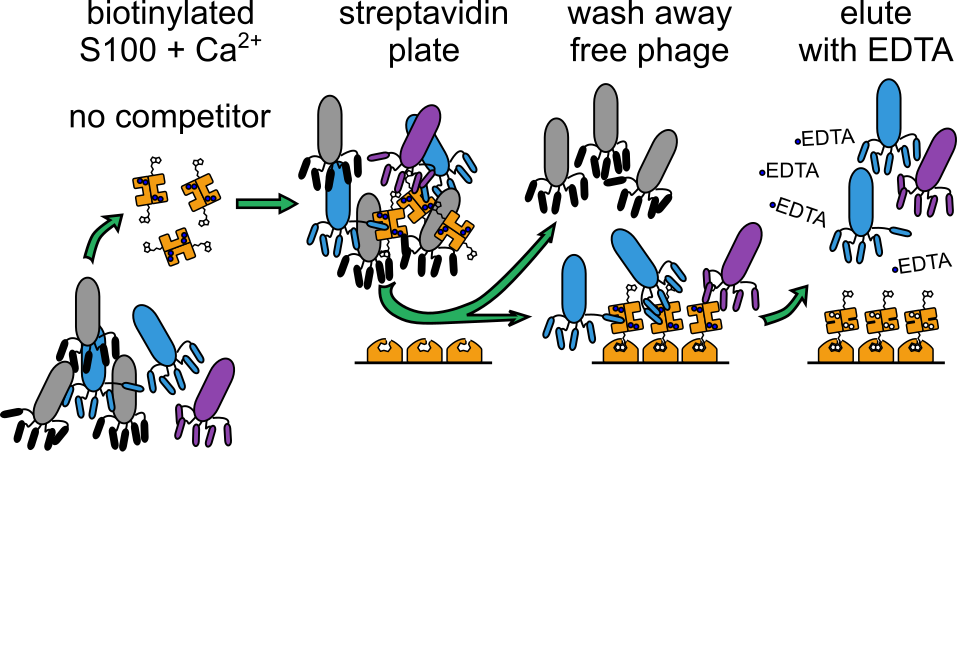 biotinylated
S100 + Ca²⁺
no competitor
streptavidin
plate
wash away
free phage
elute
with EDTA
EDTA
EDTA
EDTA
EDTA